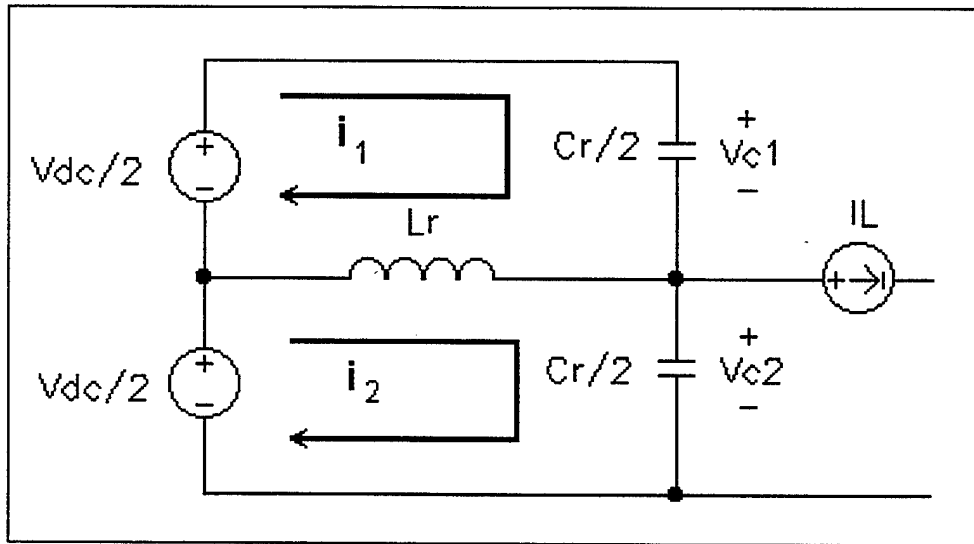 i1
Vdc/2
+
-
Cr/2
+
Vc1
-
Lr
IL
+
Vdc/2
+
-
i2
Cr/2
+
Vc2
-